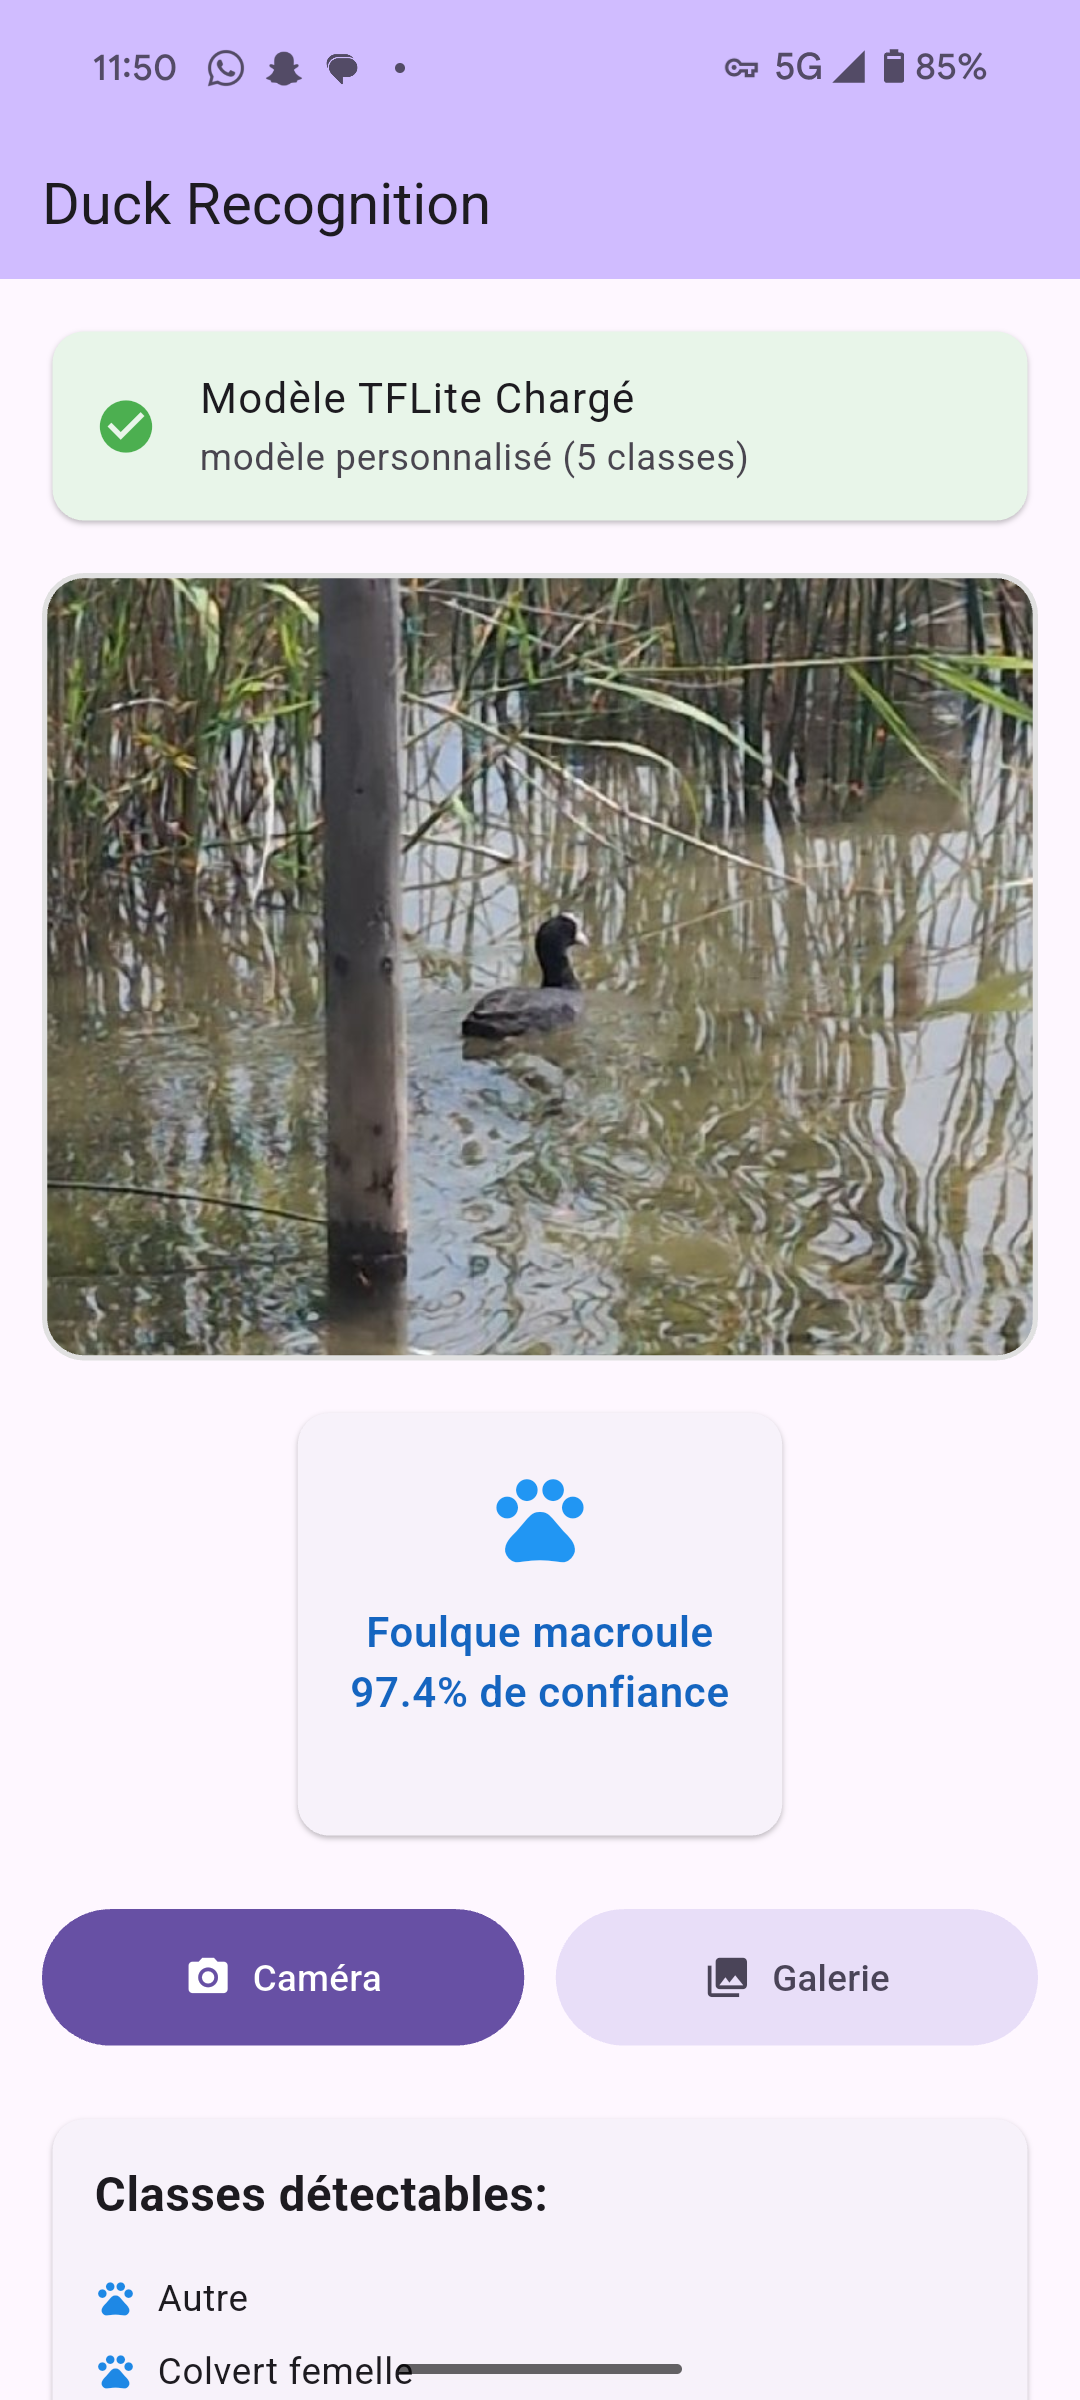 11:50 5G 85%
Duck Recognition
Modèle TFLite Chargé
modèle personnalisé (5 classes)
Foulque macroule
97.4% de confiance
Caméra Galerie
Classes détectables:
Autre
Colvert femelle